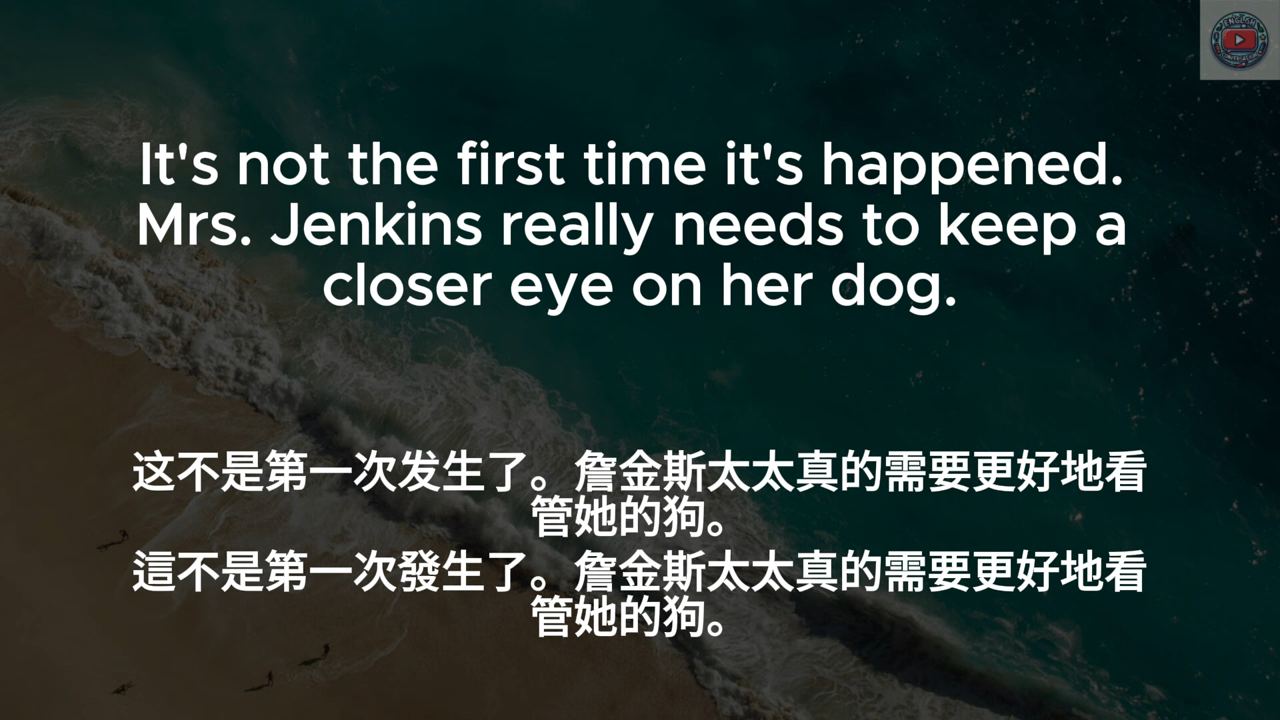 It's not the first time it's happened.
Mrs. Jenkins really needs to keep a
closer eye on her dog.
这不是第一次发生了。詹金斯太太真的需要更好地看
管她的狗。
這不是第一次發生了。詹金斯太太真的需要更好地看
管她的狗。